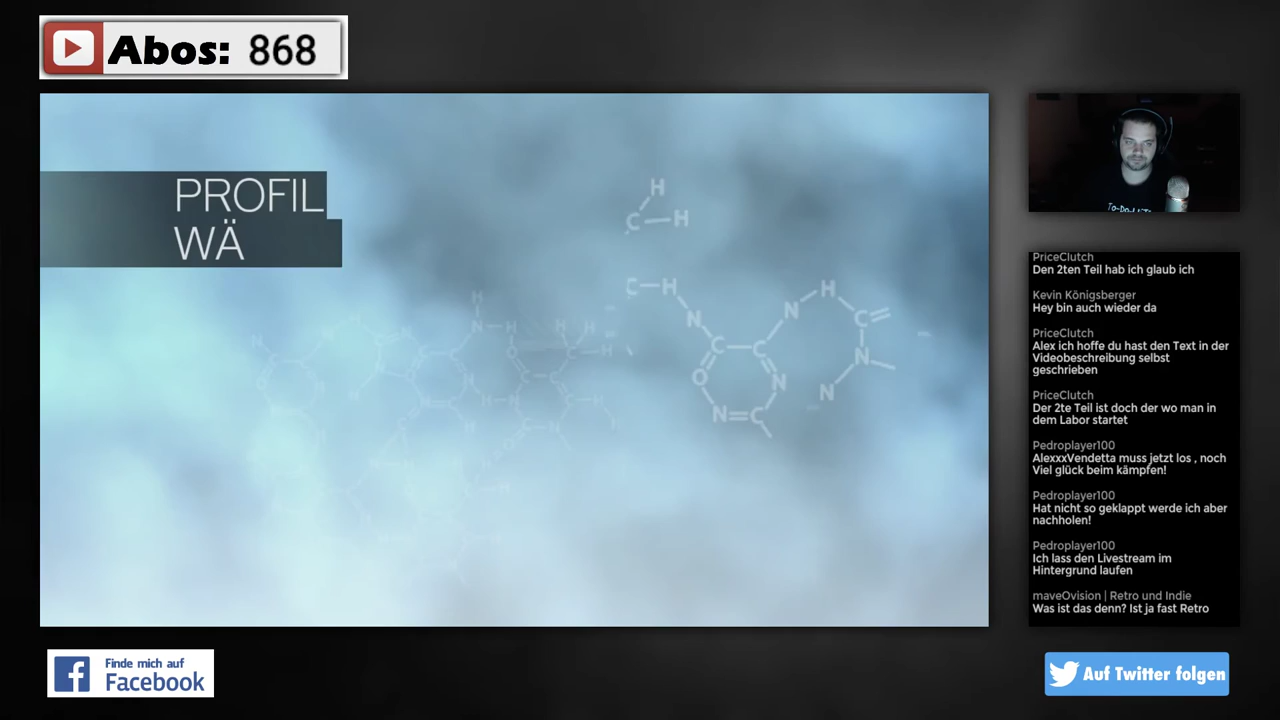 Abos: 868
PROFIL
WÄ
TO-DO-LISTE
PriceClutch
Den 2ten Teil hab ich glaub ich
Kevin Königsberger
Hey bin auch wieder da
PriceClutch
Alex ich hoffe du hast den Text in der
Videobeschreibung selbst
geschrieben
PriceClutch
Der 2te Teil ist doch der wo man in
dem Labor startet
Pedroplayer100
AlexxxVendetta muss jetzt los , noch
Viel glück beim kämpfen!
Pedroplayer100
Hat nicht so geklappt werde ich aber
nachholen!
Pedroplayer100
Ich lass den Livestream im
Hintergrund laufen
maveOvision | Retro und Indie
Was ist das denn? Ist ja fast Retro
Finde mich auf
Facebook
Auf Twitter folgen